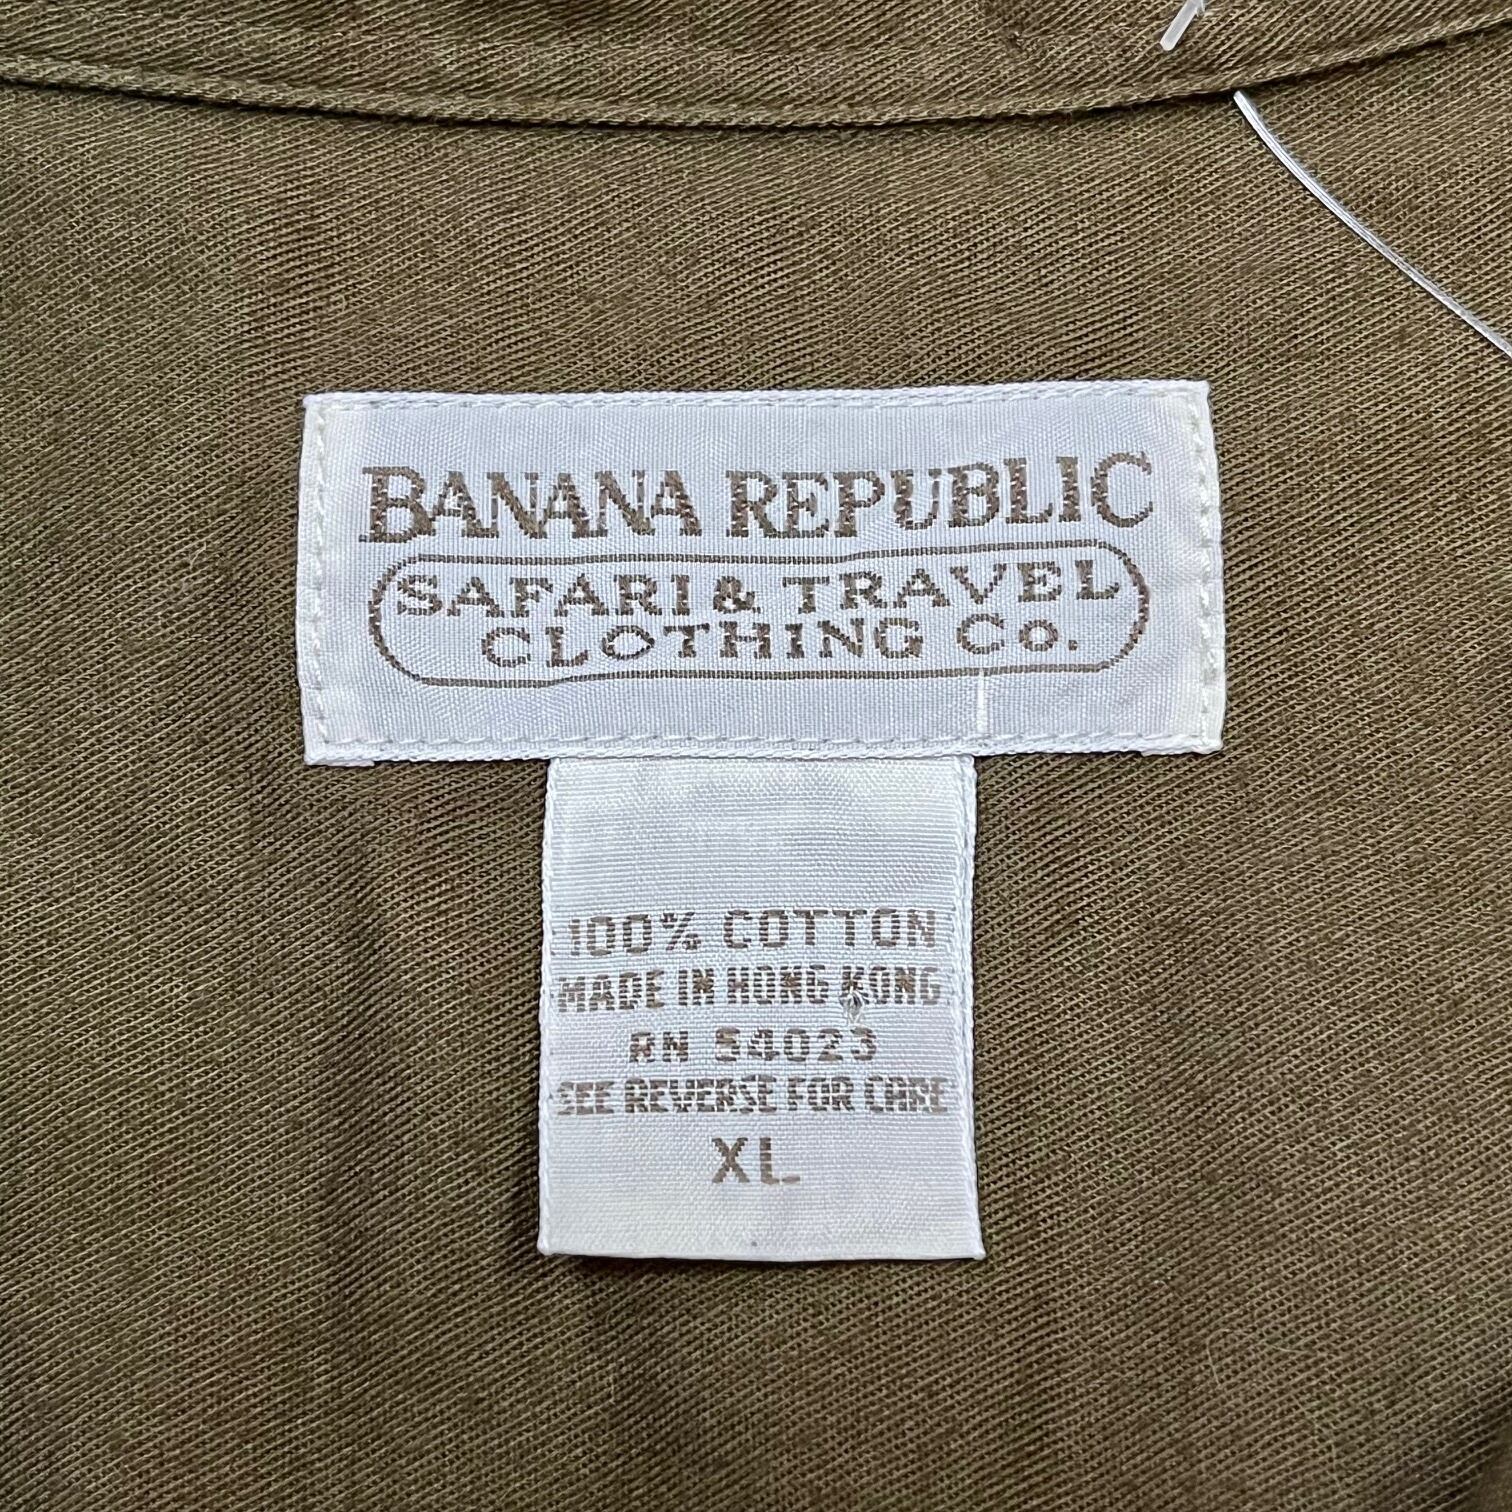 BANANA REPUBLIC
SAFARI & TRAVEL
CLOTHING Co.
100% COTTON
MADE IN HONG KONG
RN 54023
SEE REVERSE FOR CARE
XL